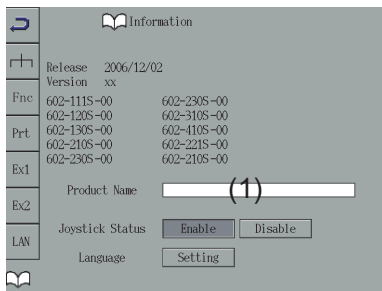 Information
Release 2006/12/02
Version xx
602-111S-00 602-230S-00
602-120S-00 602-310S-00
602-130S-00 602-410S-00
602-210S-00 602-221S-00
602-230S-00 602-210S-00
Product Name (1)
Joystick Status Enable Disable
Language Setting
Fnc
Prt
Ex1
Ex2
LAN